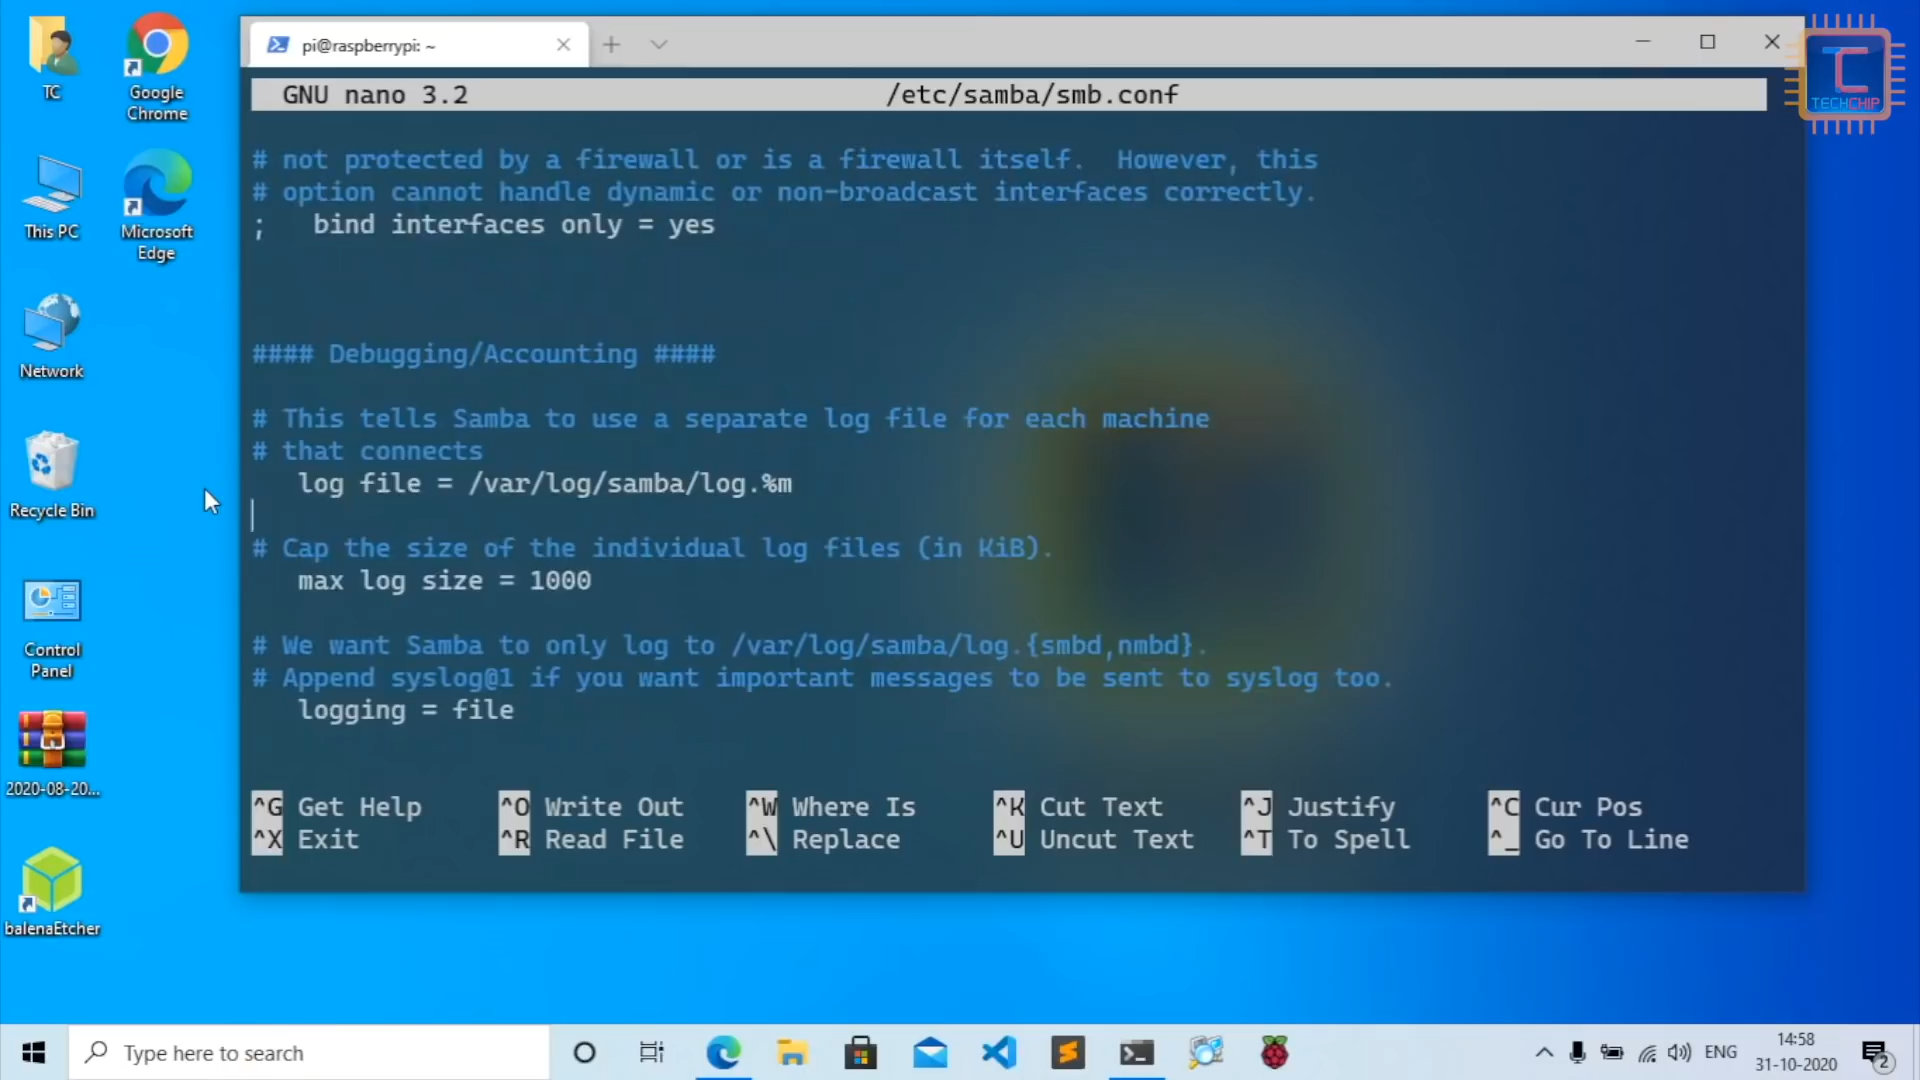 pi@raspberrypi: ~
GNU nano 3.2
/etc/samba/smb.conf
# not protected by a firewall or is a firewall itself.  However, this
# option cannot handle dynamic or non-broadcast interfaces correctly.
;   bind interfaces only = yes
#### Debugging/Accounting ####
# This tells Samba to use a separate log file for each machine
# that connects
log file = /var/log/samba/log.%m
# Cap the size of the individual log files (in KiB).
max log size = 1000
# We want Samba to only log to /var/log/samba/log.{smbd,nmbd}.
# Append syslog@1 if you want important messages to be sent to syslog too.
logging = file
^G Get Help ^O Write Out ^W Where Is ^K Cut Text ^J Justify ^C Cur Pos
^X Exit ^R Read File ^\ Replace ^U Uncut Text ^T To Spell ^_ Go To Line
TC
Google
Chrome
This PC
Microsoft
Edge
Network
Recycle Bin
Control
Panel
2020-08-20...
balenaEtcher
TC
TECHCHIP
Type here to search
ENG
14:58
31-10-2020
2